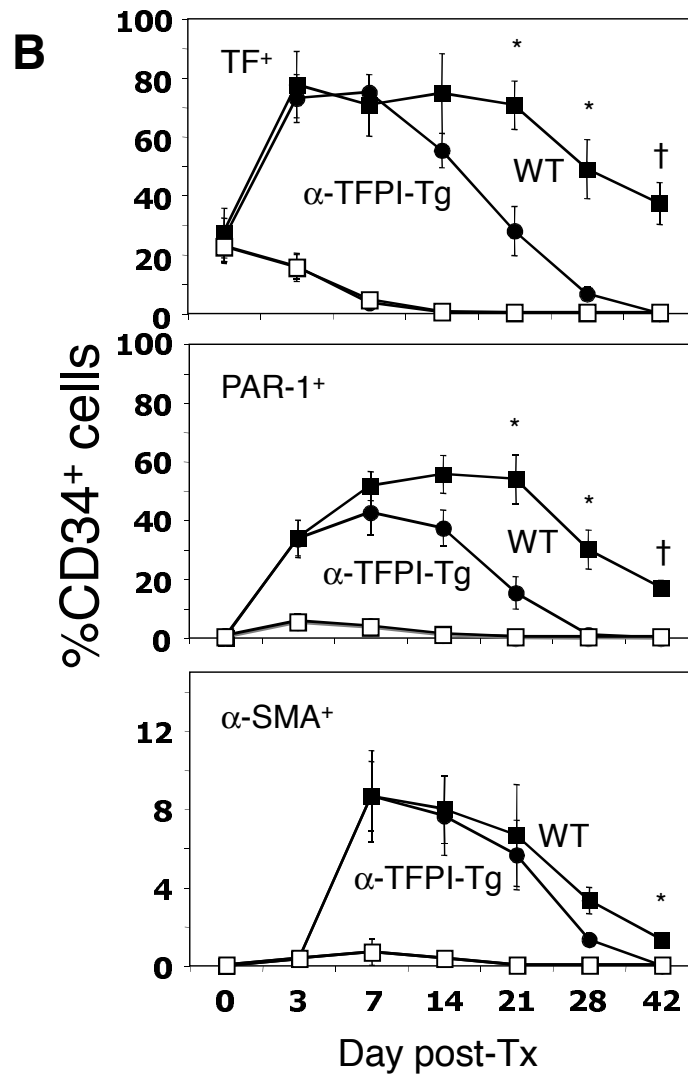 B
100
80
60
40
20
0
TF⁺
*
*
†
WT
α-TFPI-Tg
%CD34⁺ cells
100
80
60
40
20
0
PAR-1⁺
*
*
†
WT
α-TFPI-Tg
12
8
4
0
α-SMA⁺
WT
α-TFPI-Tg
*
0 3 7 14 21 28 42
Day post-Tx